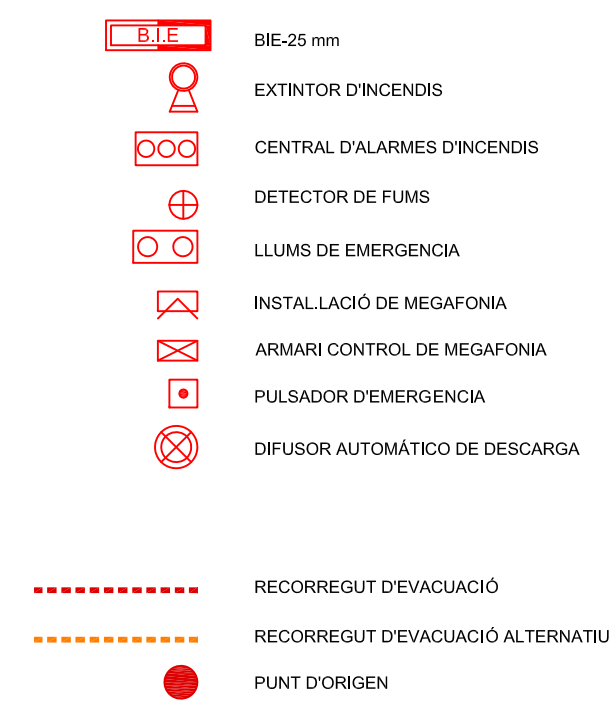 B.I.E
BIE-25 mm
EXTINTOR D'INCENDIS
CENTRAL D'ALARMES D'INCENDIS
DETECTOR DE FUMS
LLUMS DE EMERGENCIA
INSTAL.LACIÓ DE MEGAFONIA
ARMARI CONTROL DE MEGAFONIA
PULSADOR D'EMERGENCIA
DIFUSOR AUTOMÁTICO DE DESCARGA
RECORREGUT D'EVACUACIÓ
RECORREGUT D'EVACUACIÓ ALTERNATIU
PUNT D'ORIGEN